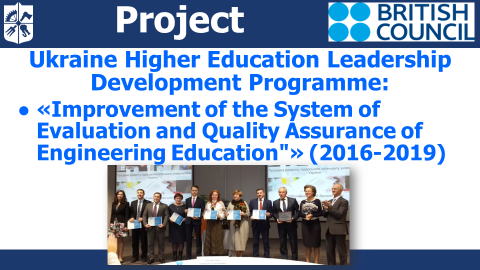 Project
BRITISH
COUNCIL
Ukraine Higher Education Leadership
Development Programme:
● «Improvement of the System of
Evaluation and Quality Assurance of
Engineering Education"» (2016-2019)